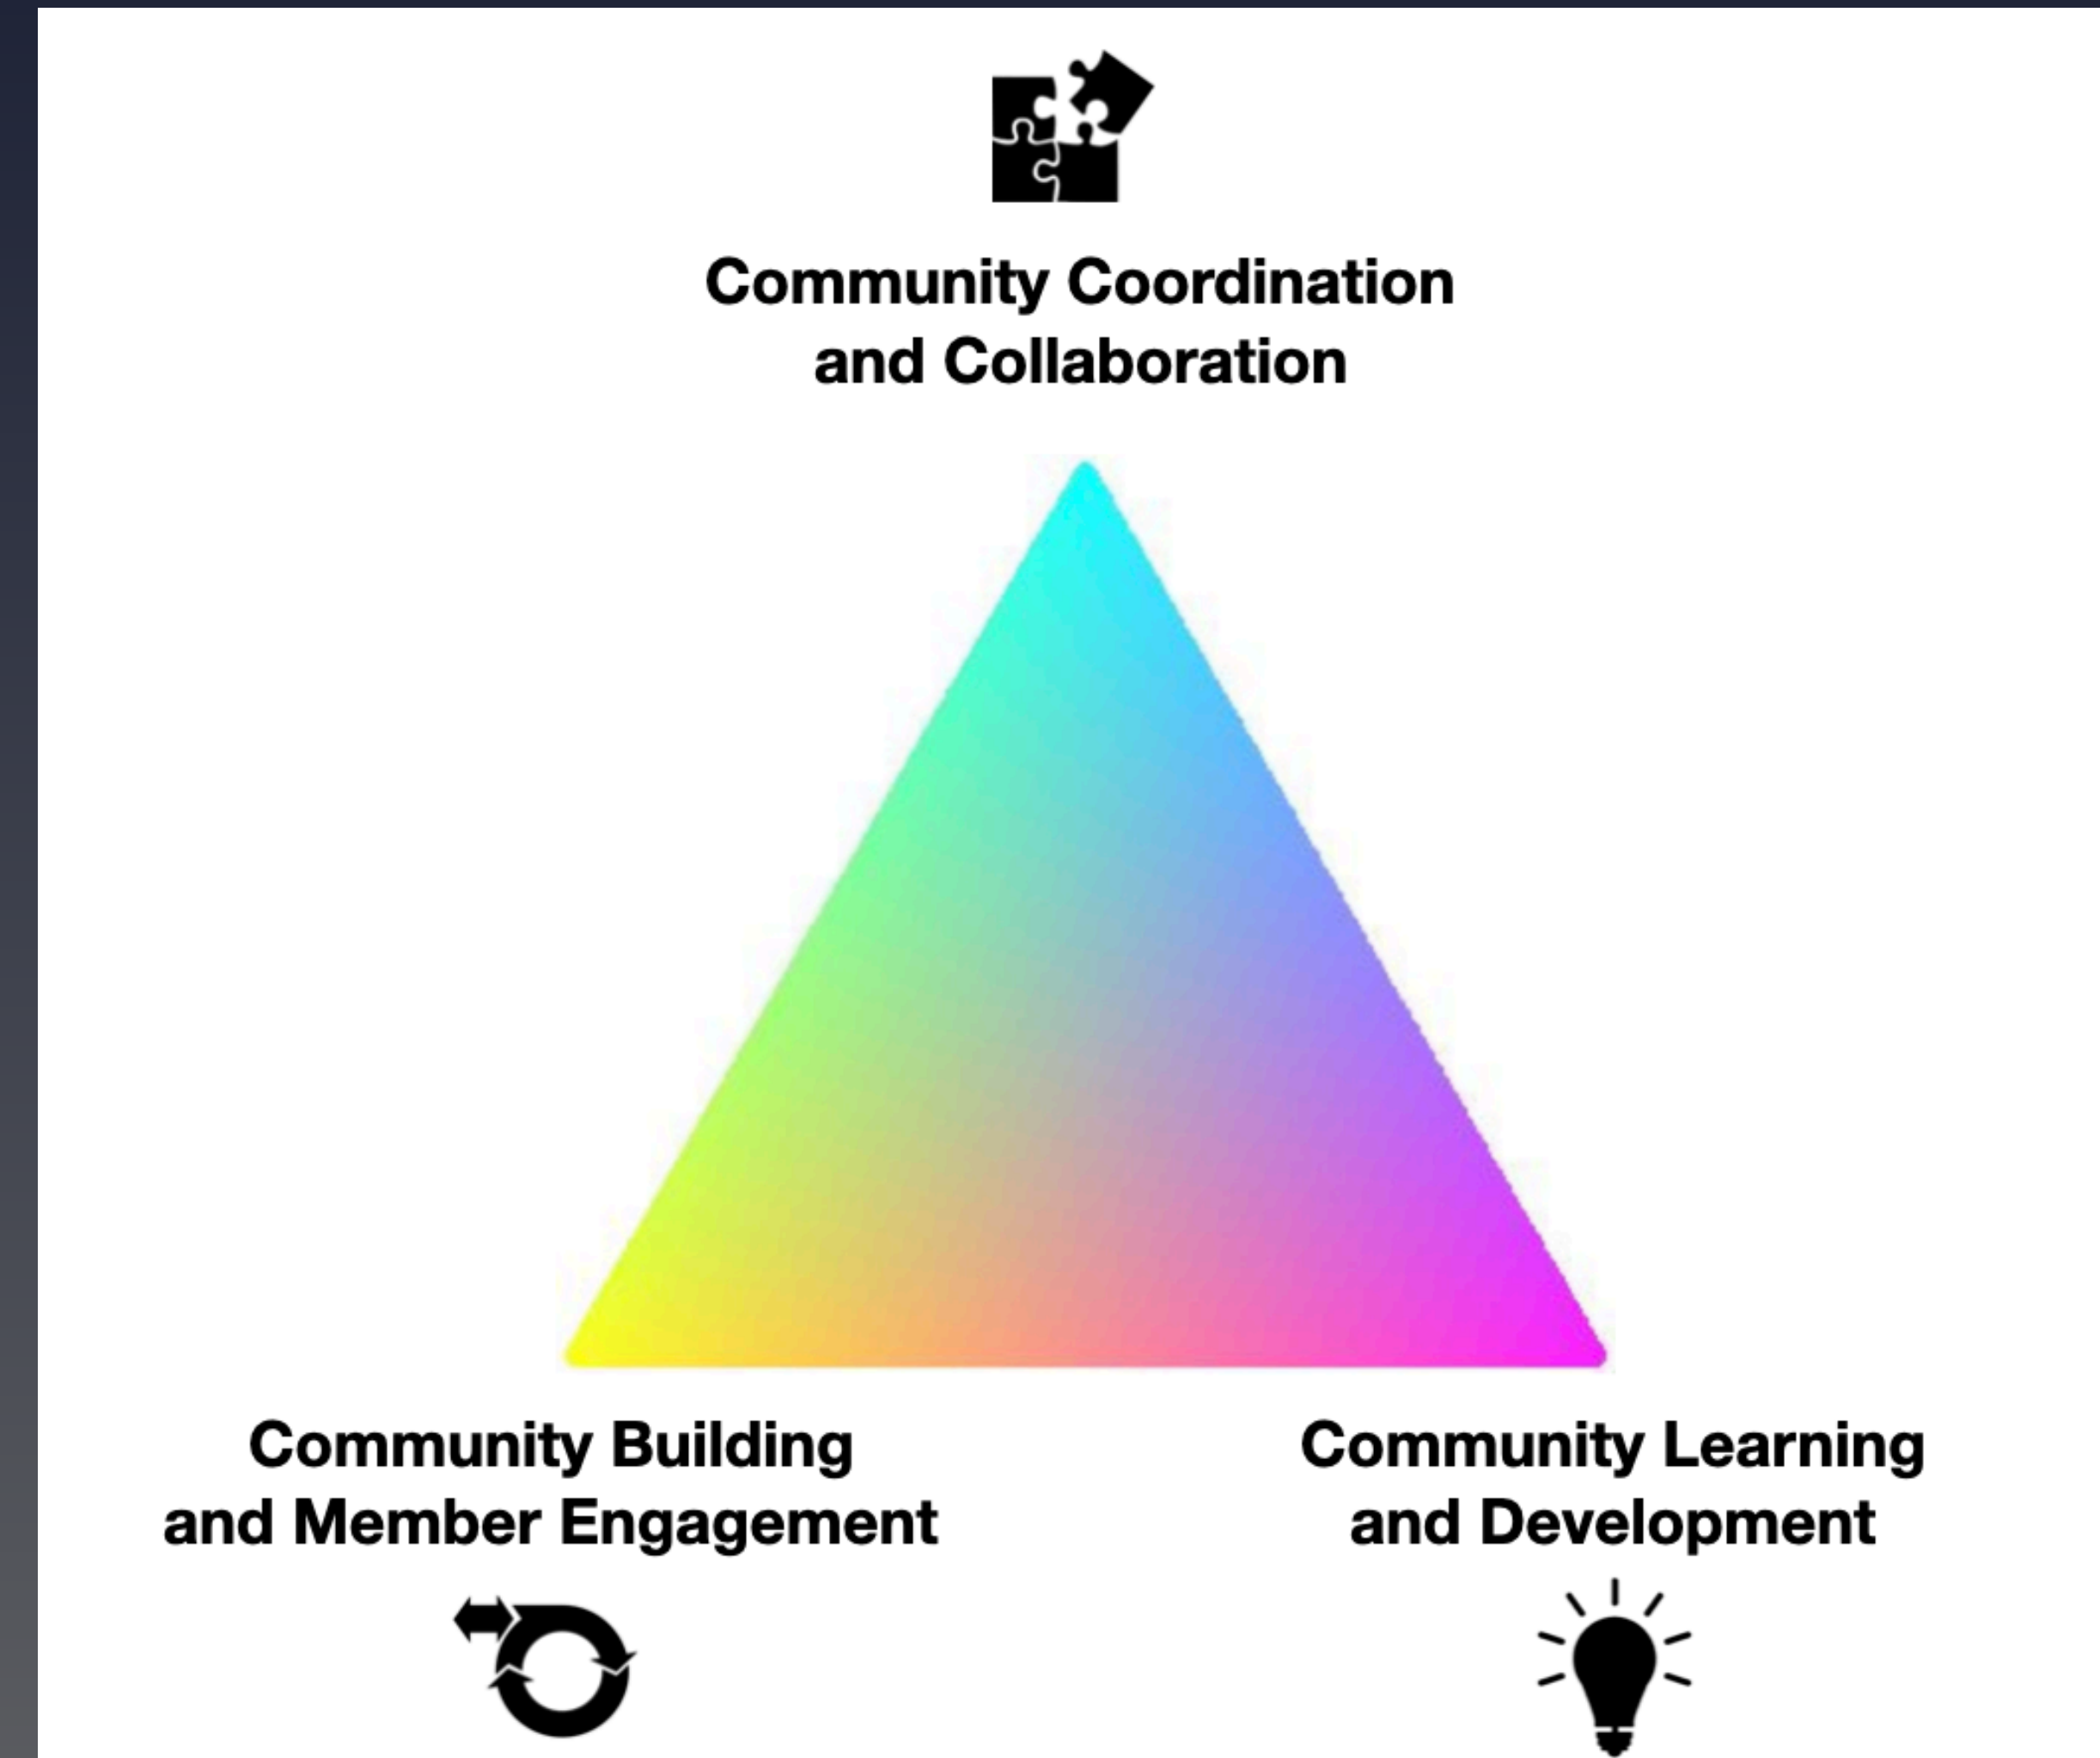 Community Coordination
and Collaboration
Community Building
and Member Engagement
Community Learning
and Development